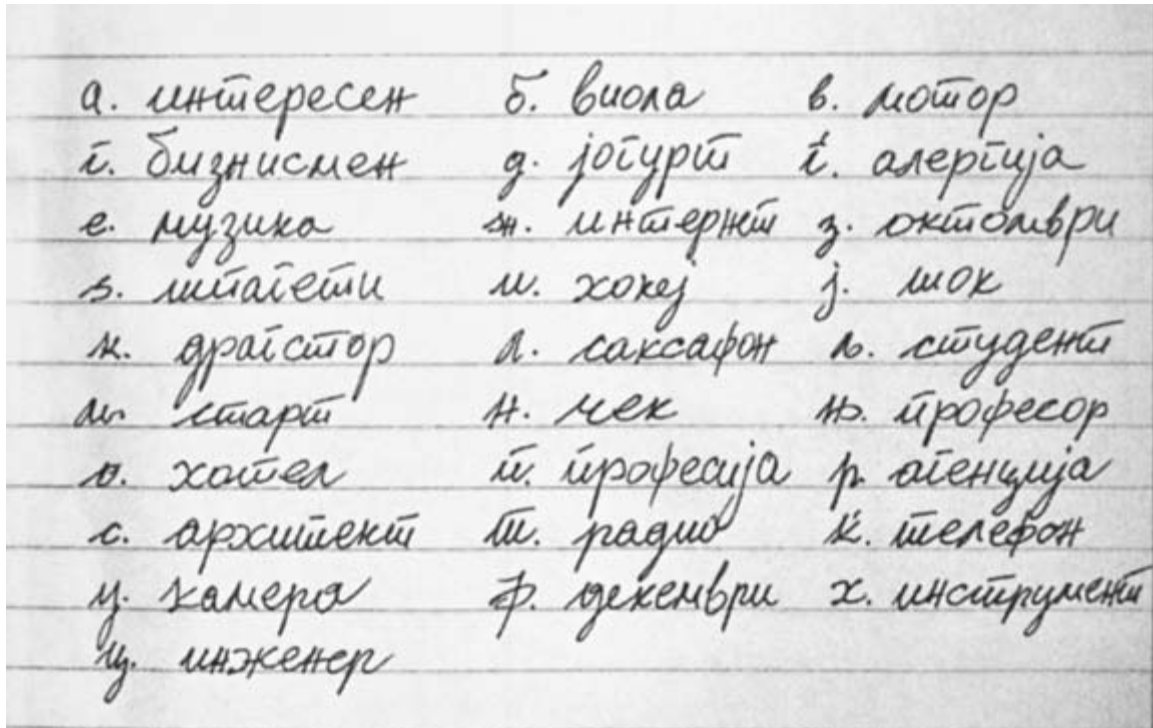 а. интересен б. виола в. мотор
г. бизнисмен д. јогурт ѓ. алергија
е. музика ж. интернт з. октомври
ѕ. шпагети и. хокеј ј. шок
к. драгстор л. саксафон љ. студент
м. старт н. чек њ. професор
о. хотел п. професија р. агенција
с. архитект т. радио ќ. телефон
у. камера ф. декември х. инструмент
ц. инженер